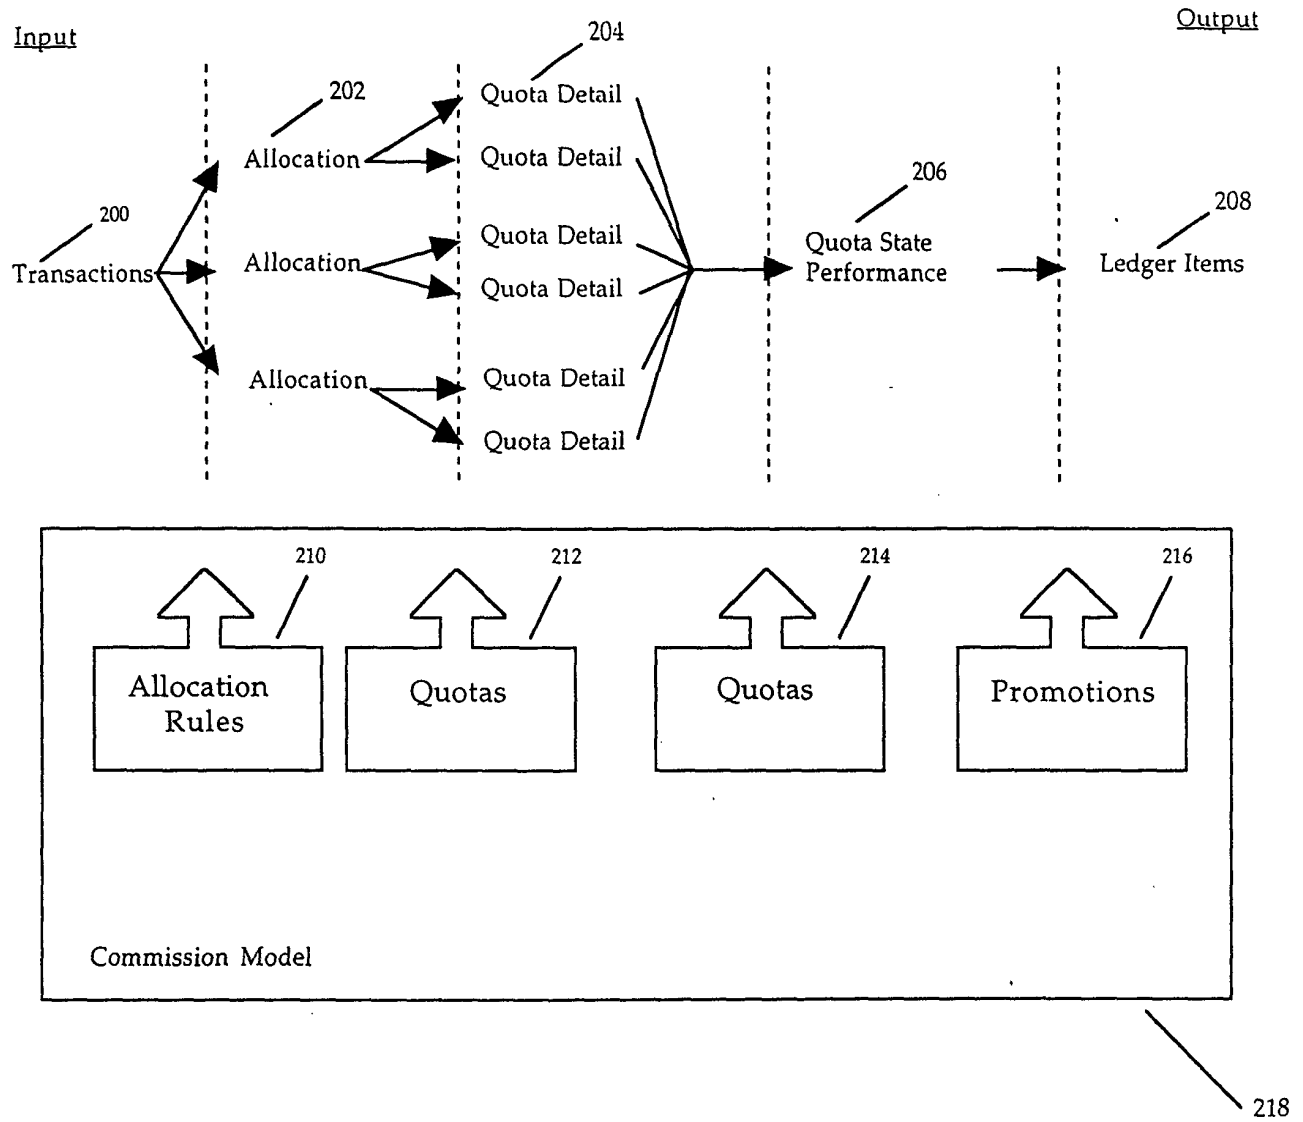 Input
Output
204
202
Quota Detail
Allocation
Quota Detail
206
208
200
Quota Detail
Quota State
Performance
Transactions
Allocation
Ledger Items
Quota Detail
Allocation
Quota Detail
Quota Detail
210
212
214
216
Allocation
Rules
Quotas
Quotas
Promotions
Commission Model
218